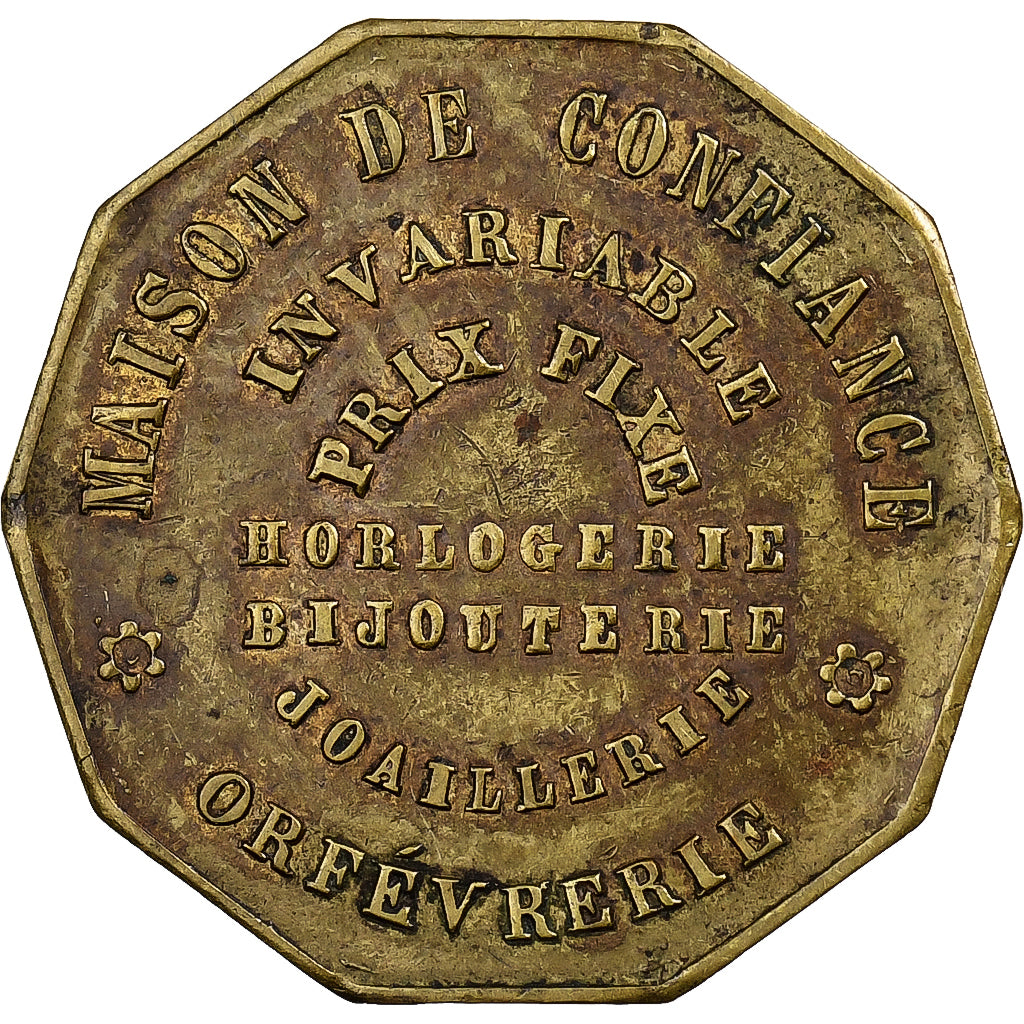 MAISON DE CONFIANCE
INVARIABLE
PRIX FIXE
HORLOGERIE
BIJOUTERIE
JOAILLERIE
ORFÉVRERIE